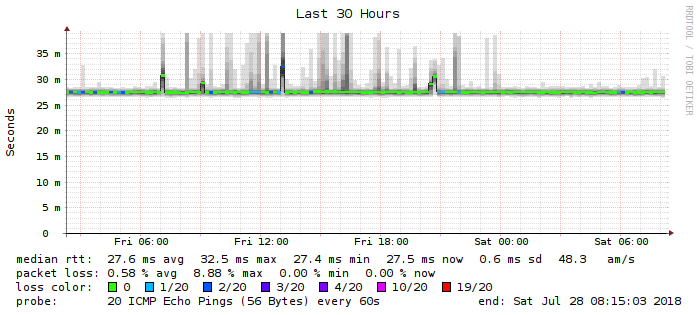 Last 30 Hours
RRDTOOL / TOBI OETIKER
Seconds
35 m
30 m
25 m
20 m
15 m
10 m
5 m
0
Fri 06:00 Fri 12:00 Fri 18:00 Sat 00:00 Sat 06:00
median rtt: 27.6 ms avg 32.5 ms max 27.4 ms min 27.5 ms now 0.6 ms sd 48.3 am/s
packet loss: 0.58 % avg 8.88 % max 0.00 % min 0.00 % now
loss color: 0 1/20 2/20 3/20 4/20 10/20 19/20
probe: 20 ICMP Echo Pings (56 Bytes) every 60s end: Sat Jul 28 08:15:03 2018